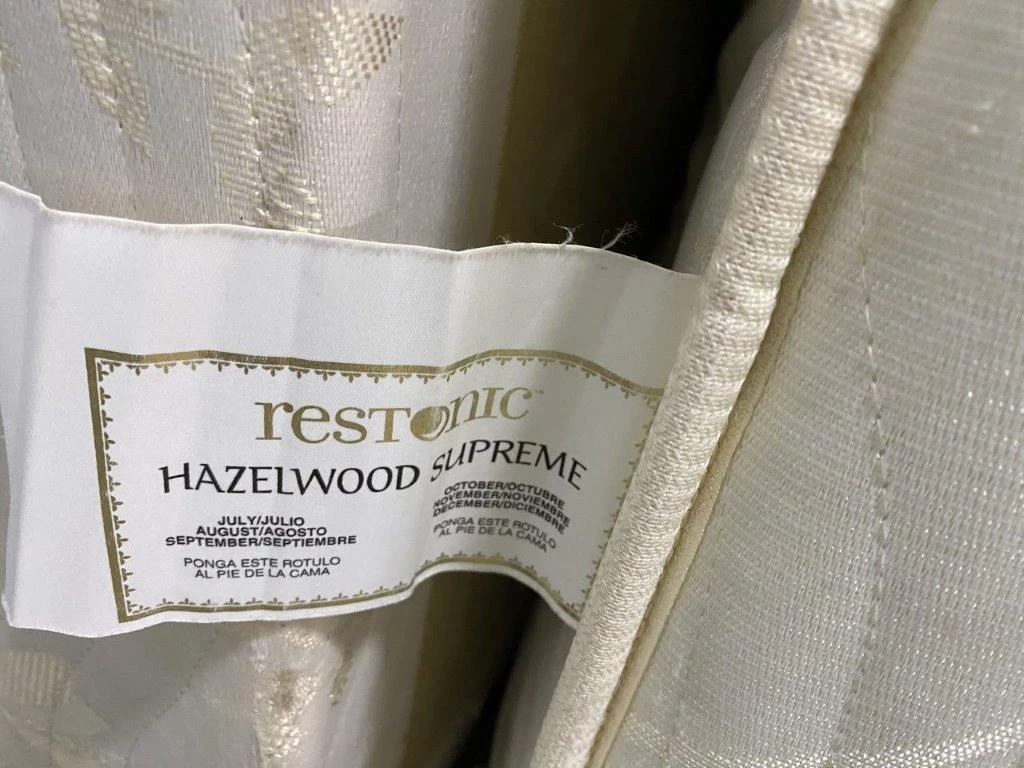 resTonic™
HAZELWOOD SUPREME
JULY/JULIO
AUGUST/AGOSTO
SEPTEMBER/SEPTIEMBRE
PONGA ESTE ROTULO
AL PIE DE LA CAMA
OCTOBER/OCTUBRE
NOVEMBER/NOVIEMBRE
DECEMBER/DICIEMBRE
PONGA ESTE ROTULO
AL PIE DE LA CAMA